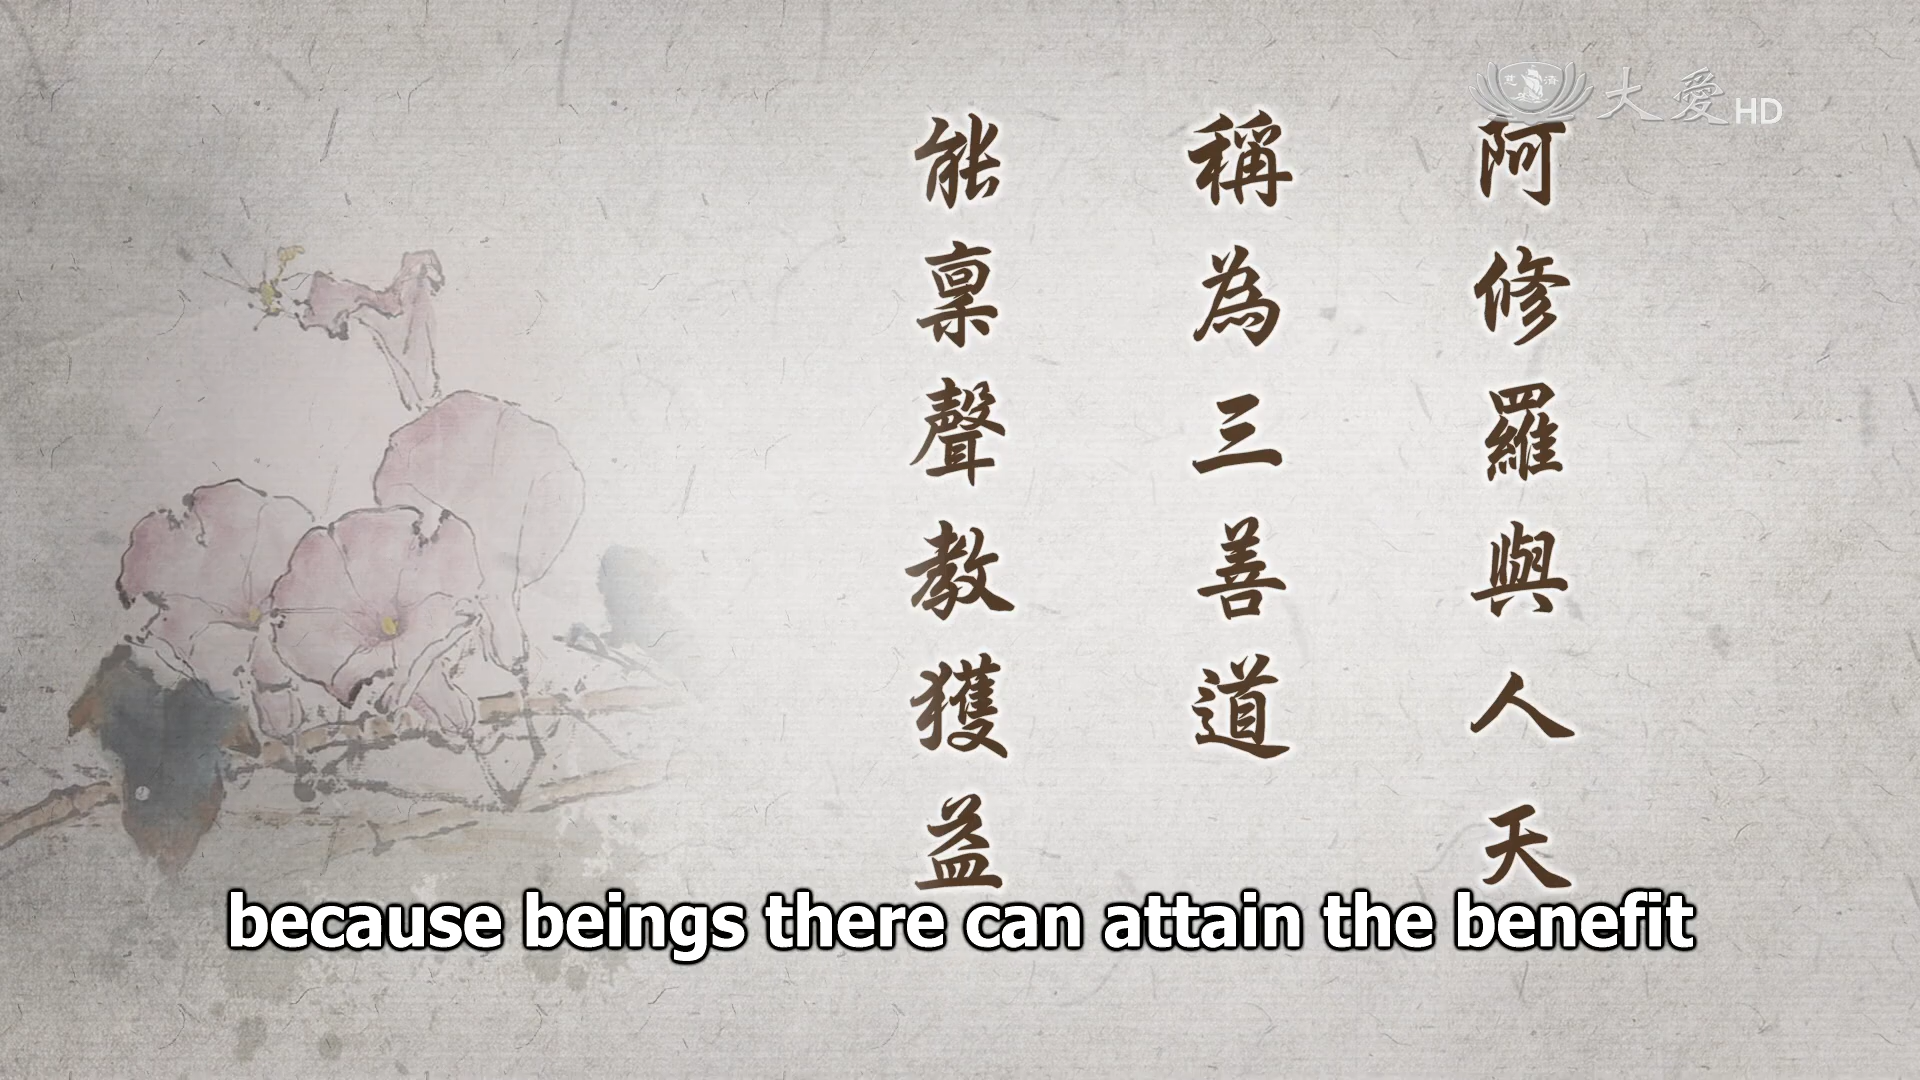 大愛HD
阿修羅與人天
稱為三善道
能稟聲教獲益
because beings there can attain the benefit